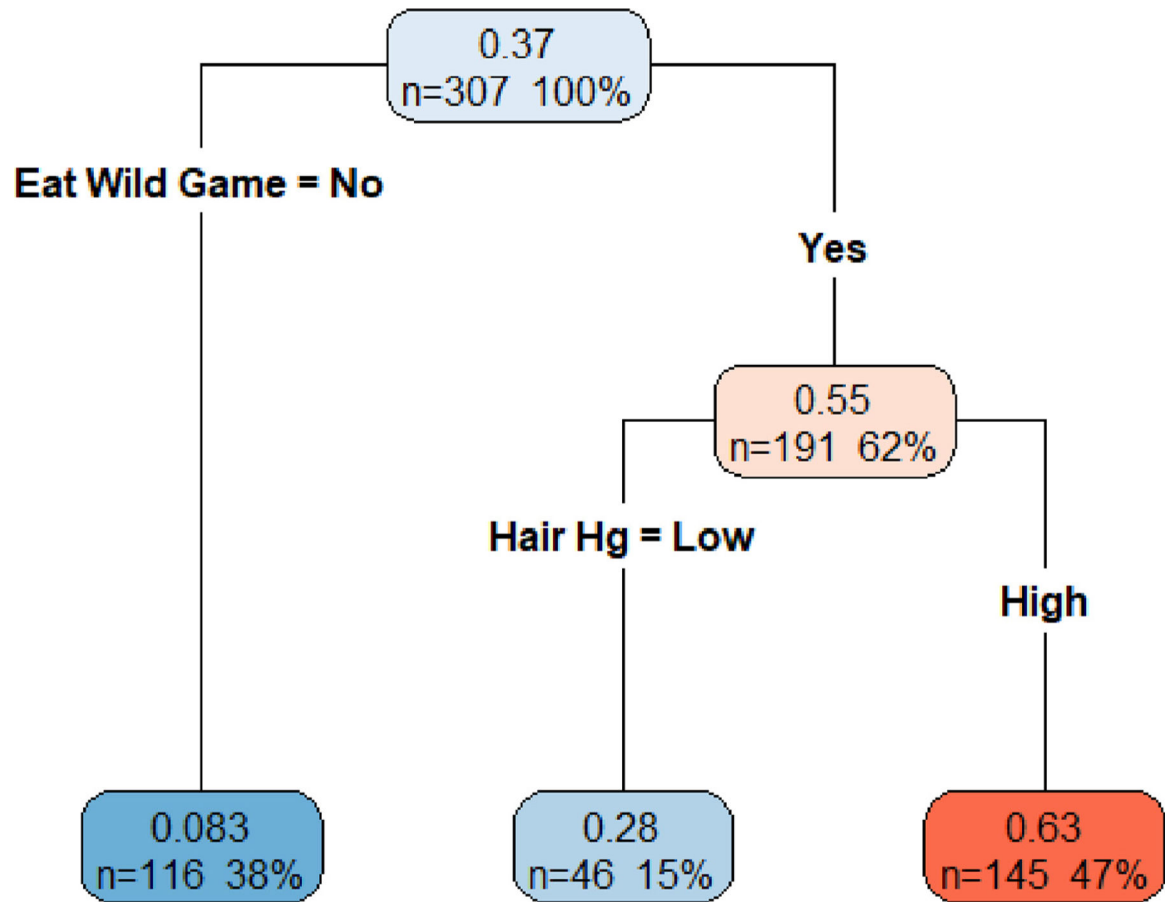 0.37
n=307 100%
Eat Wild Game = No
Yes
0.55
n=191 62%
Hair Hg = Low
High
0.083
n=116 38%
0.28
n=46 15%
0.63
n=145 47%